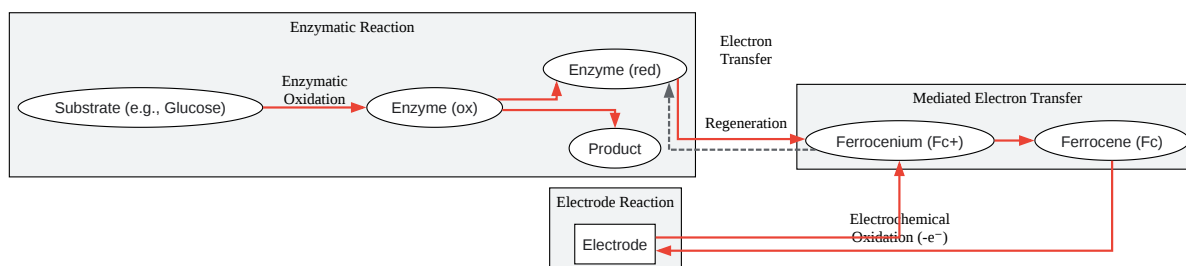 Enzymatic Reaction
Electron
Transfer
Enzyme (red)
Enzymatic
Oxidation
Substrate (e.g., Glucose)
Enzyme (ox)
Product
Regeneration
Mediated Electron Transfer
Ferrocenium (Fc+)
Ferrocene (Fc)
Electrode Reaction
Electrode
Electrochemical
Oxidation (-e⁻)